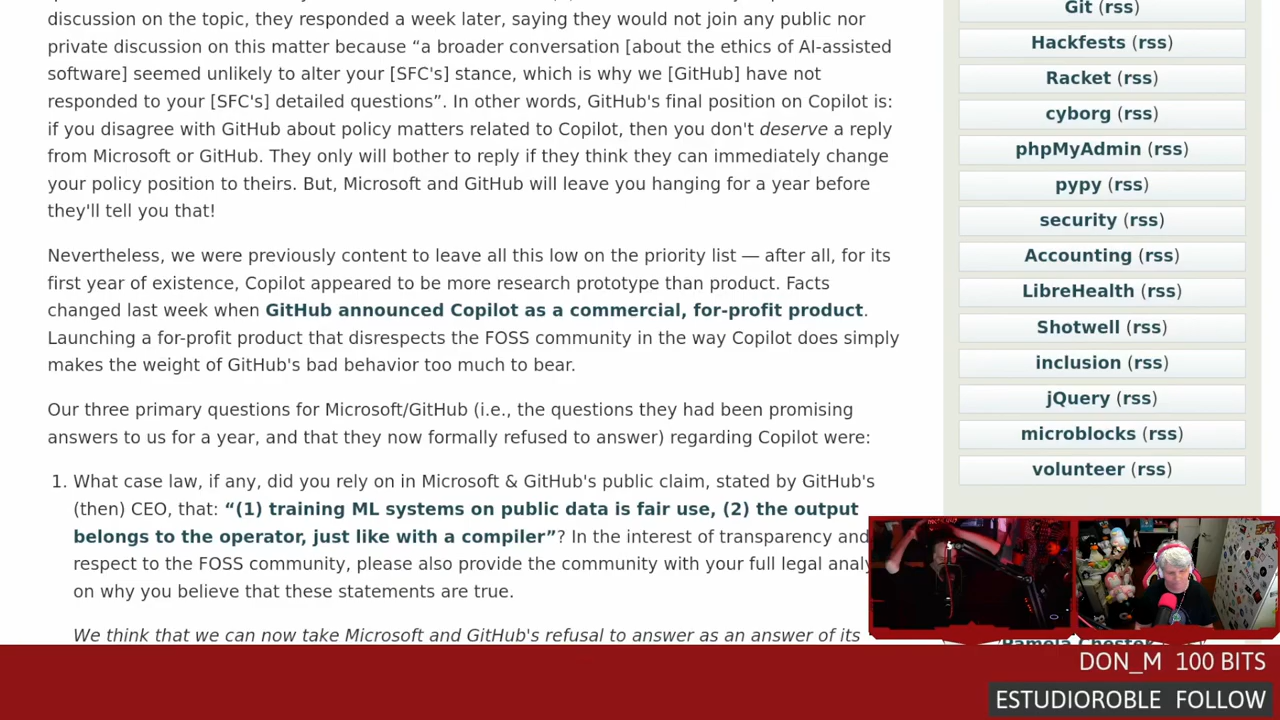 discussion on the topic, they responded a week later, saying they would not join any public nor
private discussion on this matter because “a broader conversation [about the ethics of AI-assisted
software] seemed unlikely to alter your [SFC's] stance, which is why we [GitHub] have not
responded to your [SFC's] detailed questions”. In other words, GitHub's final position on Copilot is:
if you disagree with GitHub about policy matters related to Copilot, then you don't deserve a reply
from Microsoft or GitHub. They only will bother to reply if they think they can immediately change
your policy position to theirs. But, Microsoft and GitHub will leave you hanging for a year before
they'll tell you that!
Nevertheless, we were previously content to leave all this low on the priority list — after all, for its
first year of existence, Copilot appeared to be more research prototype than product. Facts
changed last week when GitHub announced Copilot as a commercial, for-profit product.
Launching a for-profit product that disrespects the FOSS community in the way Copilot does simply
makes the weight of GitHub's bad behavior too much to bear.
Our three primary questions for Microsoft/GitHub (i.e., the questions they had been promising
answers to us for a year, and that they now formally refused to answer) regarding Copilot were:
1. What case law, if any, did you rely on in Microsoft & GitHub's public claim, stated by GitHub's
(then) CEO, that: “(1) training ML systems on public data is fair use, (2) the output
belongs to the operator, just like with a compiler”? In the interest of transparency and
respect to the FOSS community, please also provide the community with your full legal analy
on why you believe that these statements are true.
We think that we can now take Microsoft and GitHub's refusal to answer as an answer of its
Git (rss)
Hackfests (rss)
Racket (rss)
cyborg (rss)
phpMyAdmin (rss)
pypy (rss)
security (rss)
Accounting (rss)
LibreHealth (rss)
Shotwell (rss)
inclusion (rss)
jQuery (rss)
microblocks (rss)
volunteer (rss)
Pamela Chestek
DON_M 100 BITS
ESTUDIOROBLE FOLLOW